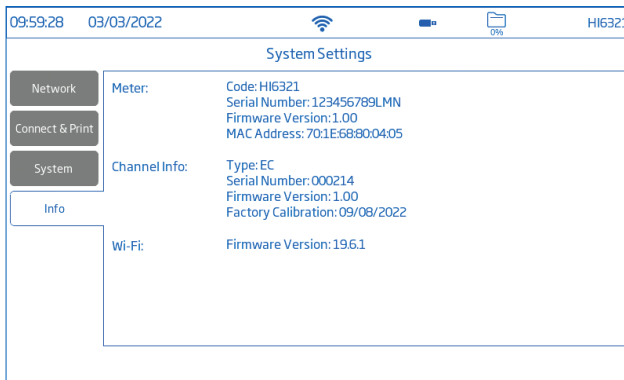 09:59:28 03/03/2022 0% HI6321
System Settings
Network
Connect & Print
System
Info
Meter: Code: HI6321
Serial Number: 123456789LMN
Firmware Version: 1.00
MAC Address: 70:1E:68:80:04:05
Channel Info: Type: EC
Serial Number: 000214
Firmware Version: 1.00
Factory Calibration: 09/08/2022
Wi-Fi: Firmware Version: 19.6.1